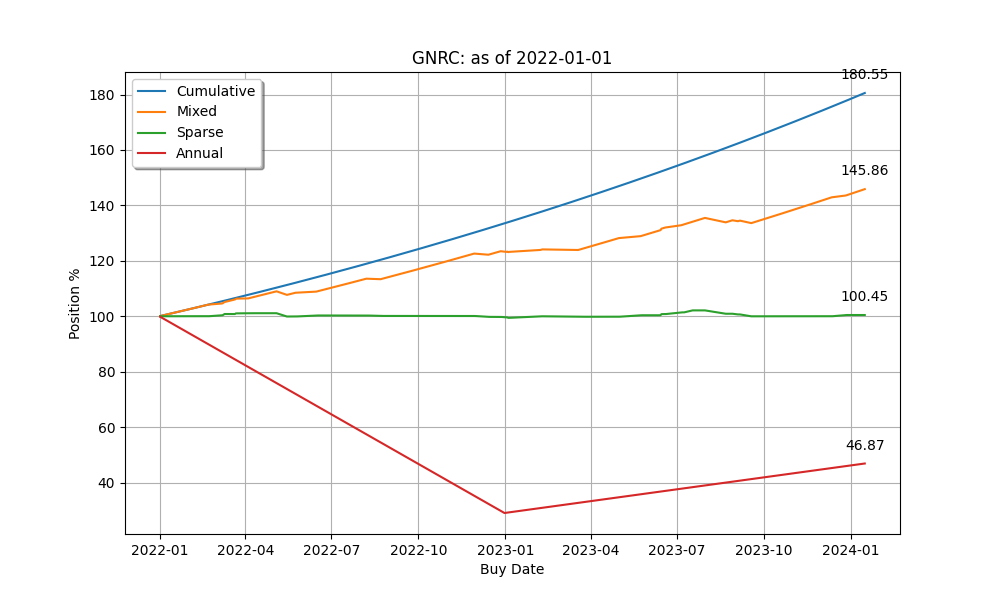 GNRC: as of 2022-01-01
180.55
Cumulative
Mixed
Sparse
Annual
145.86
100.45
46.87
180
160
140
120
100
80
60
40
Position %
2022-01 2022-04 2022-07 2022-10 2023-01 2023-04 2023-07 2023-10 2024-01
Buy Date